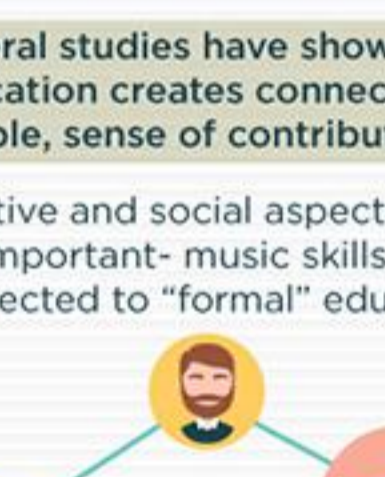 ral studies have show
cation creates connec
ple, sense of contribu
tive and social aspect
mportant- music skills
ected to “formal” edu